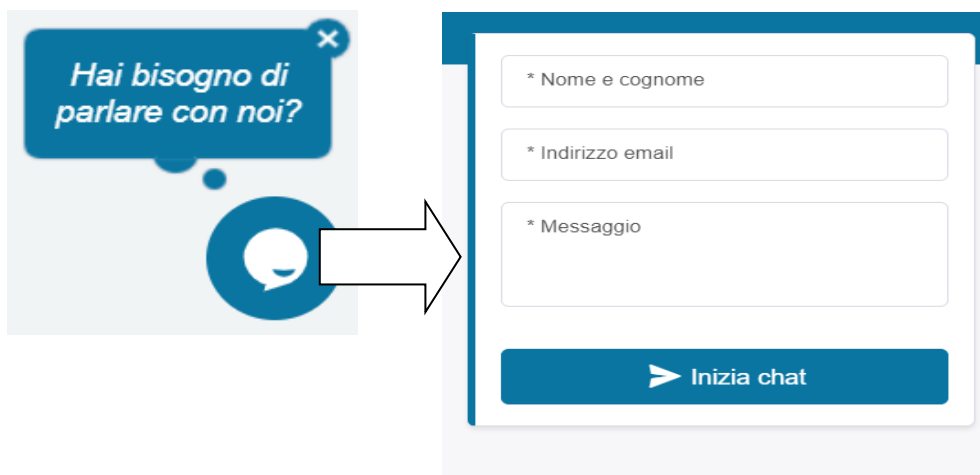 Hai bisogno di
parlare con noi?
* Nome e cognome
* Indirizzo email
* Messaggio
Inizia chat